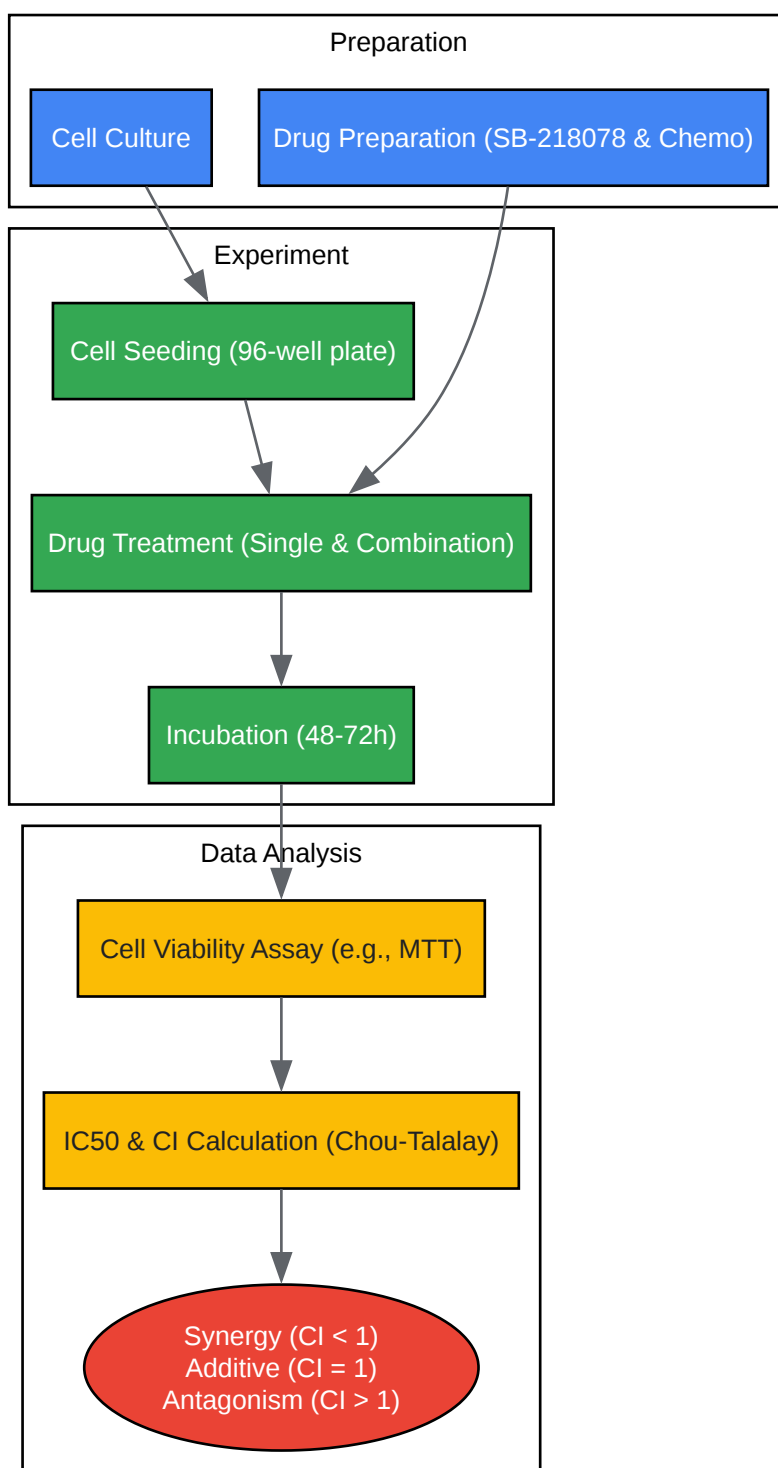 Preparation
Cell Culture
Drug Preparation (SB-218078 & Chemo)
Experiment
Cell Seeding (96-well plate)
Drug Treatment (Single & Combination)
Incubation (48-72h)
Data Analysis
Cell Viability Assay (e.g., MTT)
IC50 & CI Calculation (Chou-Talalay)
Synergy (CI < 1)
Additive (CI = 1)
Antagonism (CI > 1)